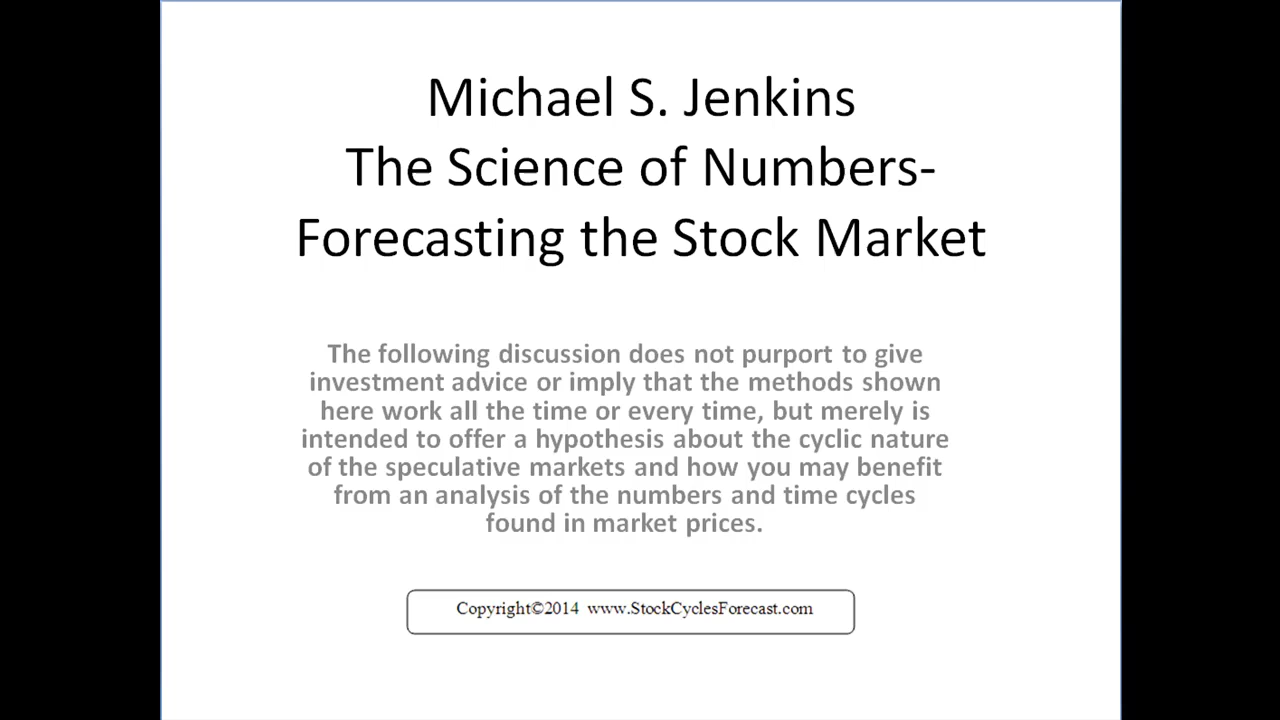 Michael S. Jenkins
The Science of Numbers-
Forecasting the Stock Market
The following discussion does not purport to give
investment advice or imply that the methods shown
here work all the time or every time, but merely is
intended to offer a hypothesis about the cyclic nature
of the speculative markets and how you may benefit
from an analysis of the numbers and time cycles
found in market prices.
Copyright©2014 www.StockCyclesForecast.com